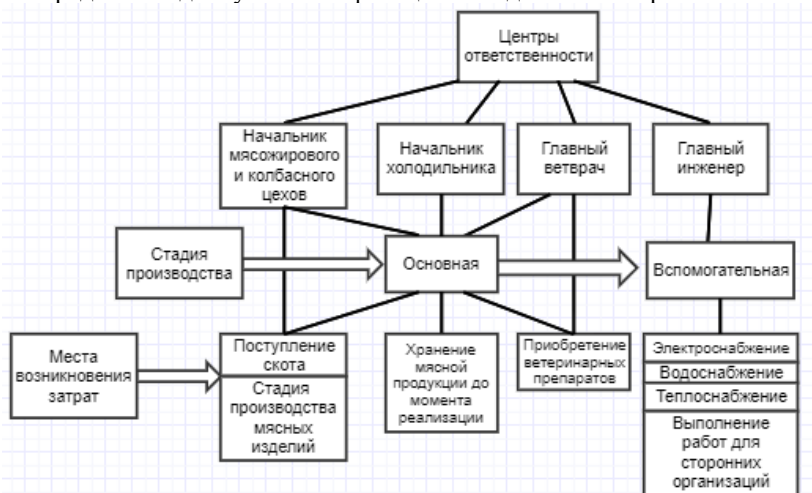 Центры
ответственности
Начальник
мясожирового
и колбасного
цехов
Начальник
холодильника
Главный
ветврач
Главный
инженер
Стадия
производства
Основная
Вспомогательная
Места
возникновения
затрат
Поступление
скота
Стадия
производства
мясных
изделий
Хранение
мясной
продукции до
момента
реализации
Приобретение
ветеринарных
препаратов
Электроснабжение
Водоснабжение
Теплоснабжение
Выполнение
работ для
сторонних
организаций